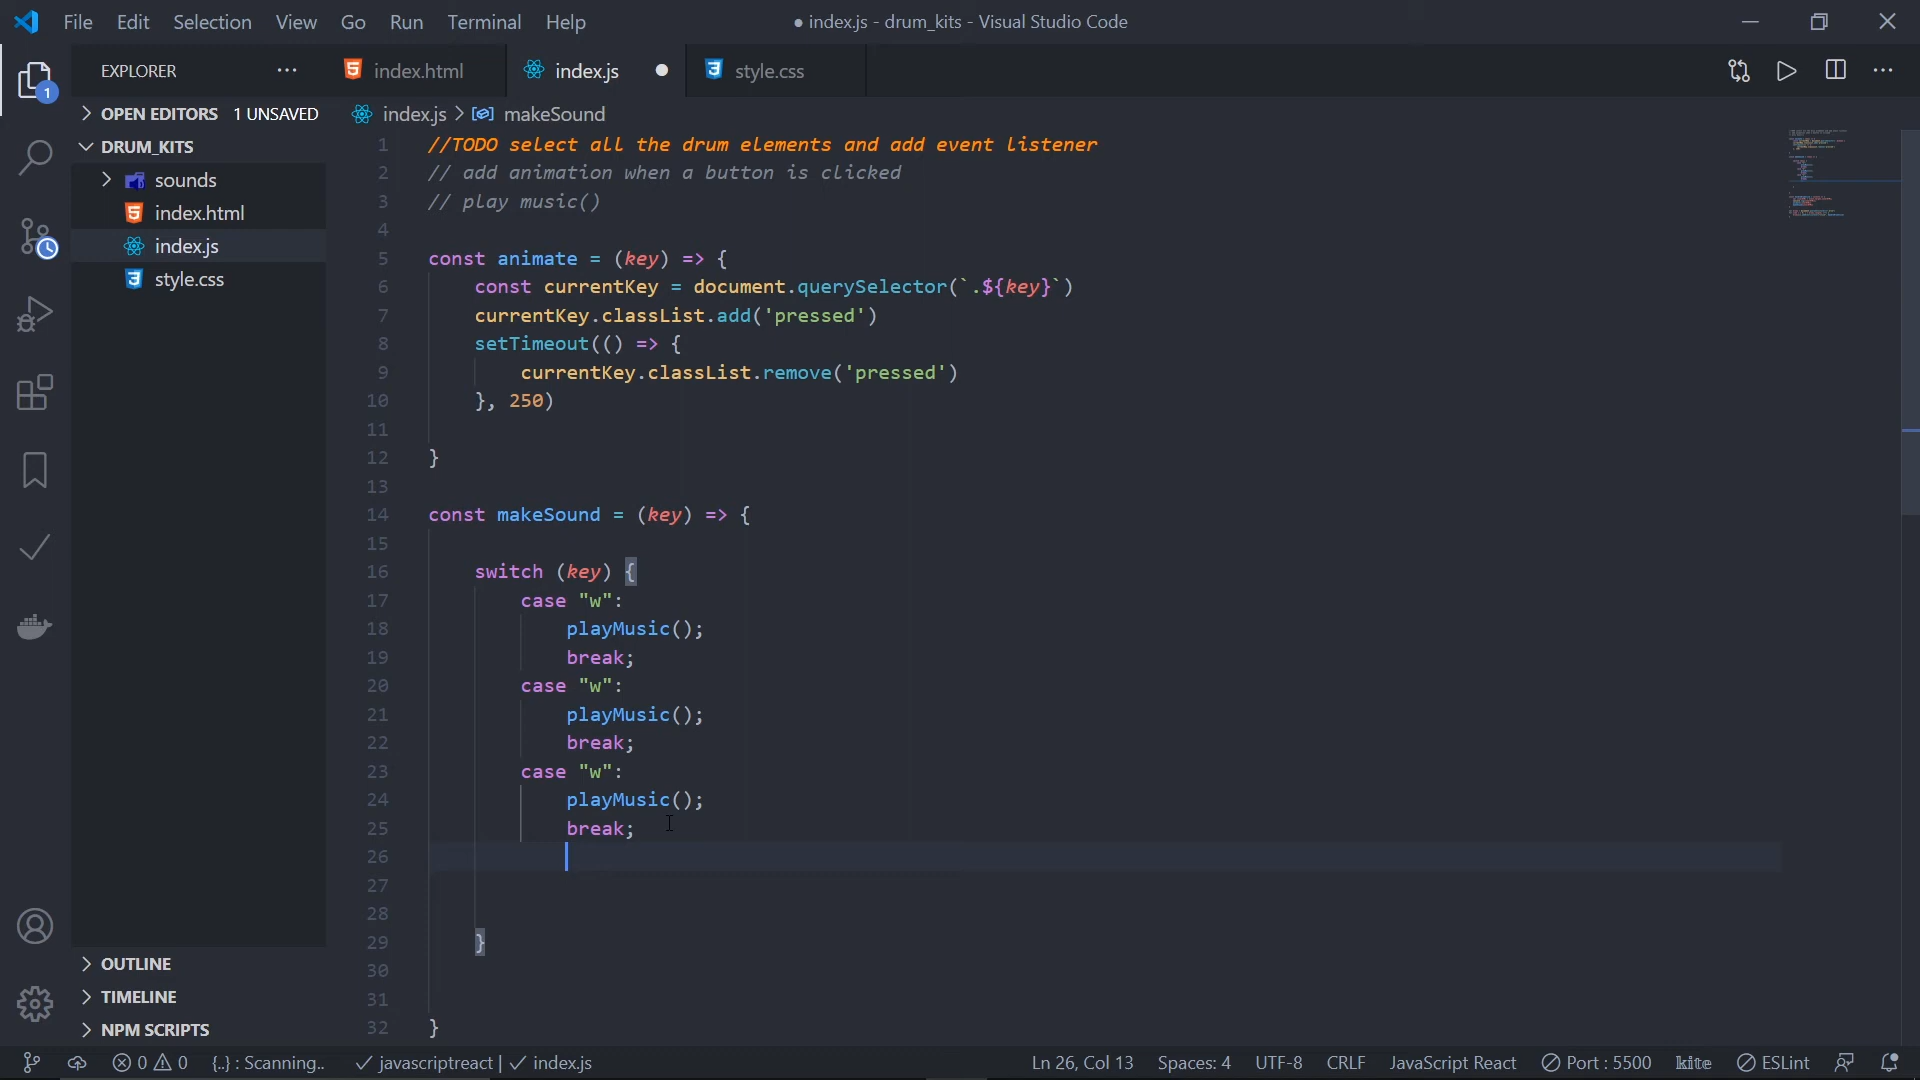 File Edit Selection View Go Run Terminal Help ● index.js - drum_kits - Visual Studio Code
EXPLORER ··· index.html index.js ● style.css
OPEN EDITORS 1 UNSAVED
index.js > makeSound
DRUM_KITS
sounds
index.html
index.js
style.css
1
1 //TODO select all the drum elements and add event listener
2 // add animation when a button is clicked
3 // play music()
4
5 const animate = (key) => {
6 const currentKey = document.querySelector(`.${key}`)
7 currentKey.classList.add('pressed')
8 setTimeout(() => {
9 currentKey.classList.remove('pressed')
10 }, 250)
11
12 }
13
14 const makeSound = (key) => {
15
16 switch (key) {
17 case "w":
18 playMusic();
19 break;
20 case "w":
21 playMusic();
22 break;
23 case "w":
24 playMusic();
25 break;
26
27
28
29 }
30
31
32 }
OUTLINE
TIMELINE
NPM SCRIPTS
0 0 {..} : Scanning.. ✓ javascriptreact | ✓ index.js Ln 26, Col 13 Spaces: 4 UTF-8 CRLF JavaScript React Port : 5500 kite ESLint